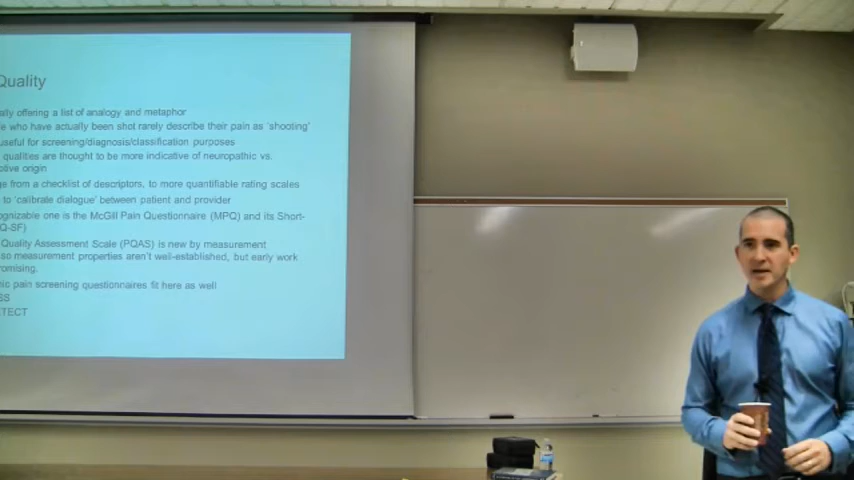 Quality
ally offering a list of analogy and metaphor
e who have actually been shot rarely describe their pain as 'shooting'
useful for screening/diagnosis/classification purposes
qualities are thought to be more indicative of neuropathic vs.
ptive origin
ge from a checklist of descriptors, to more quantifiable rating scales
to 'calibrate dialogue' between patient and provider
ognizable one is the McGill Pain Questionnaire (MPQ) and its Short-
Q-SF)
Quality Assessment Scale (PQAS) is new by measurement
so measurement properties aren't well-established, but early work
romising.
ic pain screening questionnaires fit here as well
SS
TECT